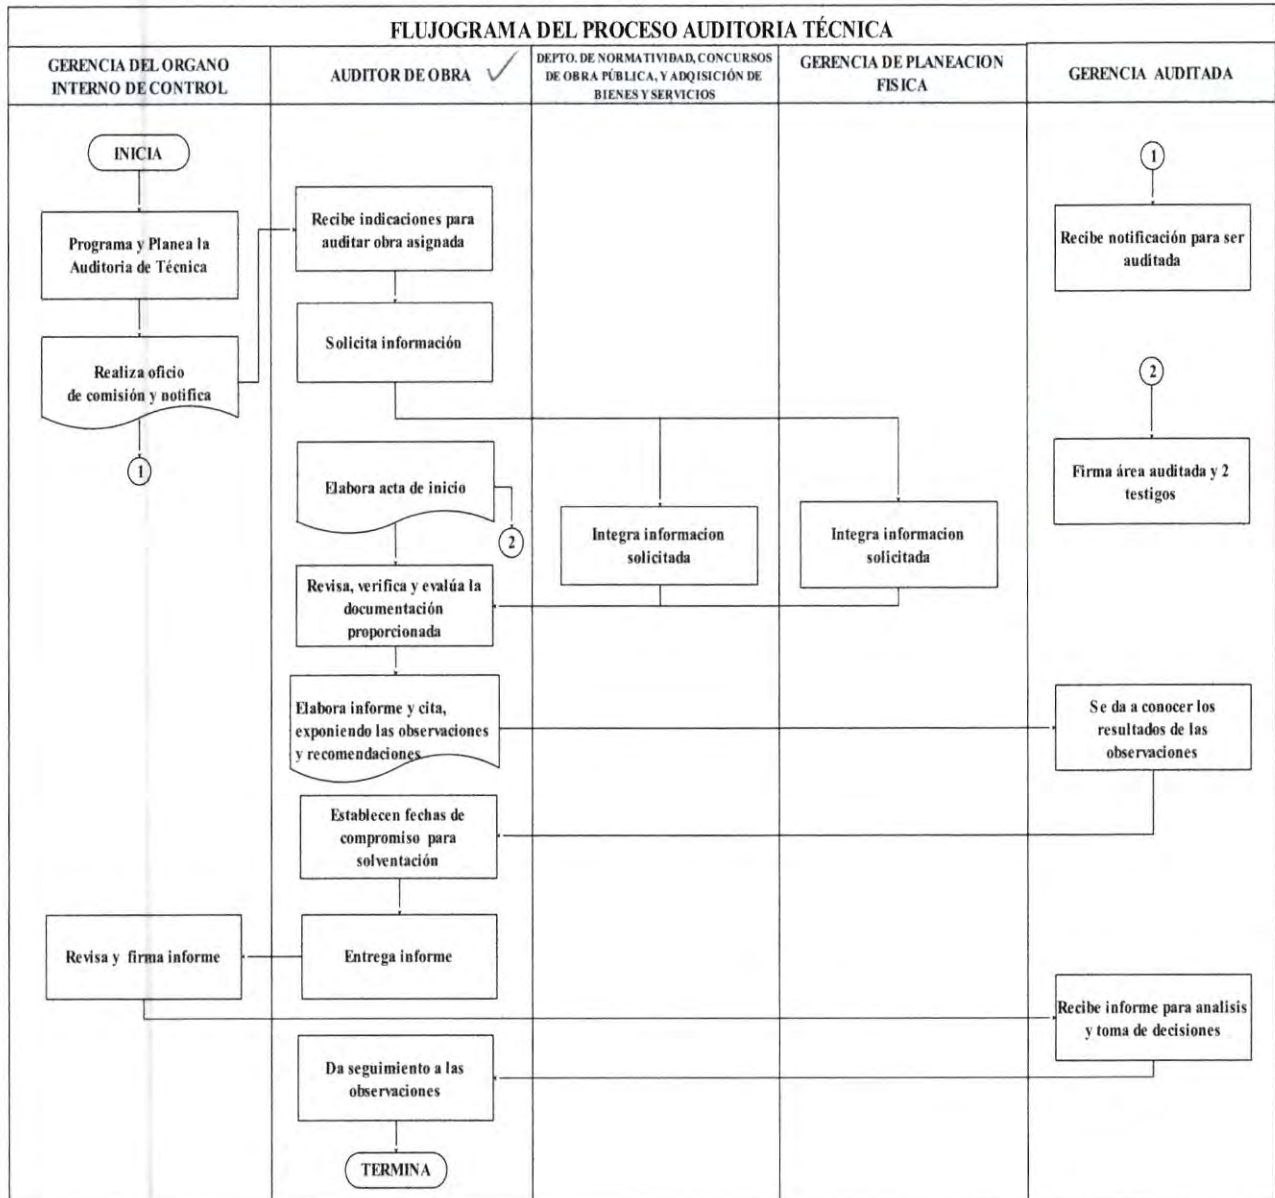 FLUJOGRAMA DEL PROCESO AUDITORIA TÉCNICA
GERENCIA DEL ORGANO
INTERNO DE CONTROL
AUDITOR DE OBRA
DEPTO. DE NORMATIVIDAD, CONCURSOS
DE OBRA PÚBLICA, Y ADQISICIÓN DE
BIENES Y SERVICIOS
GERENCIA DE PLANEACION
FISICA
GERENCIA AUDITADA
INICIA
Programa y Planea la
Auditoria de Técnica
Realiza oficio
de comisión y notifica
1
Recibe indicaciones para
auditar obra asignada
Solicita información
Elabora acta de inicio
2
Integra informacion
solicitada
Integra informacion
solicitada
1
Recibe notificación para ser
auditada
2
Firma área auditada y 2
testigos
Revisa, verifica y evalúa la
documentación
proporcionada
Elabora informe y cita,
exponiendo las observaciones
y recomendaciones
Se da a conocer los
resultados de las
observaciones
Establecen fechas de
compromiso para
solventación
Entrega informe
Revisa y firma informe
Recibe informe para analisis
y toma de decisiones
Da seguimiento a las
observaciones
TERMINA